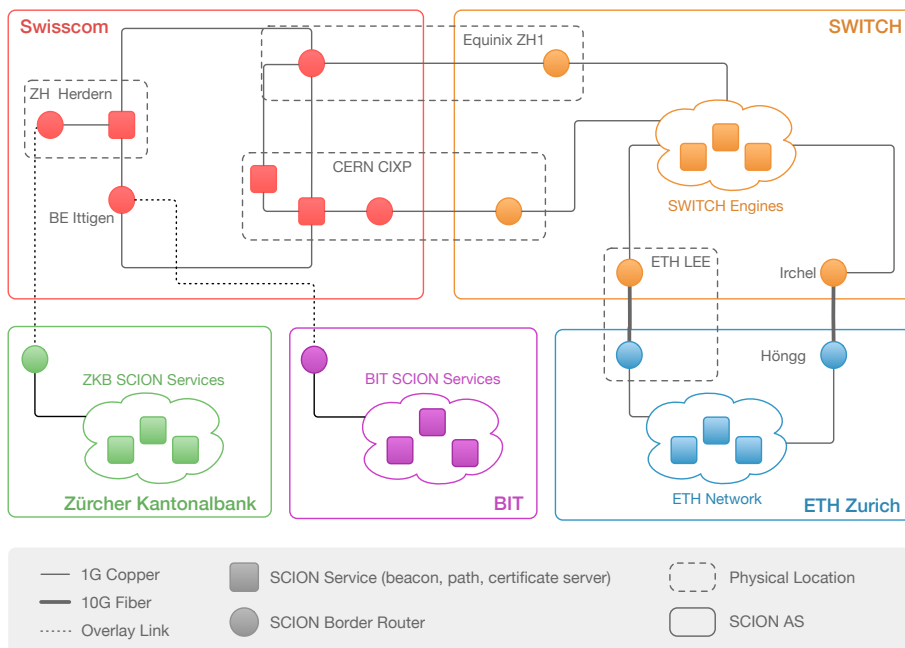 Swisscom
SWITCH
Equinix ZH1
ZH Herdern
CERN CIXP
BE Ittigen
SWITCH Engines
ETH LEE
Irchel
Höngg
ZKB SCION Services
BIT SCION Services
ETH Network
Zürcher Kantonalbank
BIT
ETH Zurich
1G Copper
10G Fiber
Overlay Link
SCION Service (beacon, path, certificate server)
SCION Border Router
Physical Location
SCION AS